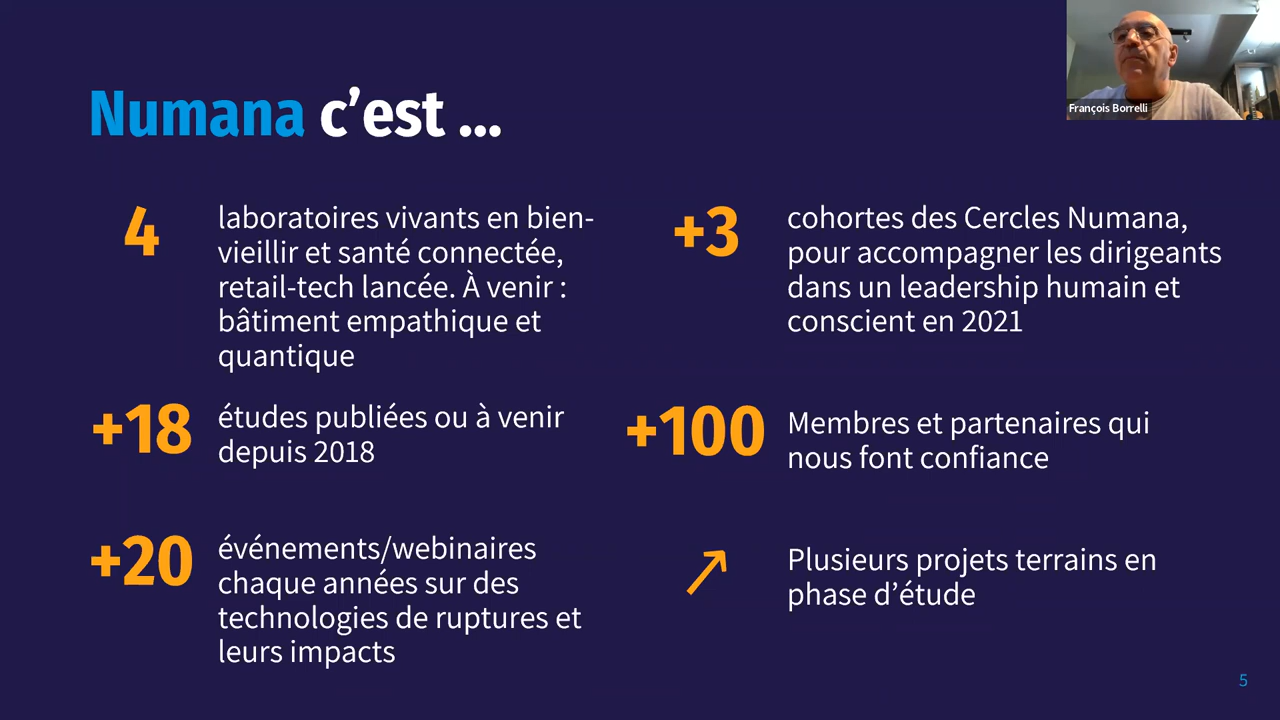 François Borrelli
Numana c’est ...
4
laboratoires vivants en bien-
vieillir et santé connectée,
retail-tech lancée. À venir :
bâtiment empathique et
quantique
+18
études publiées ou à venir
depuis 2018
+20
événements/webinaires
chaque années sur des
technologies de ruptures et
leurs impacts
+3
cohortes des Cercles Numana,
pour accompagner les dirigeants
dans un leadership humain et
conscient en 2021
+100
Membres et partenaires qui
nous font confiance
Plusieurs projets terrains en
phase d’étude
5